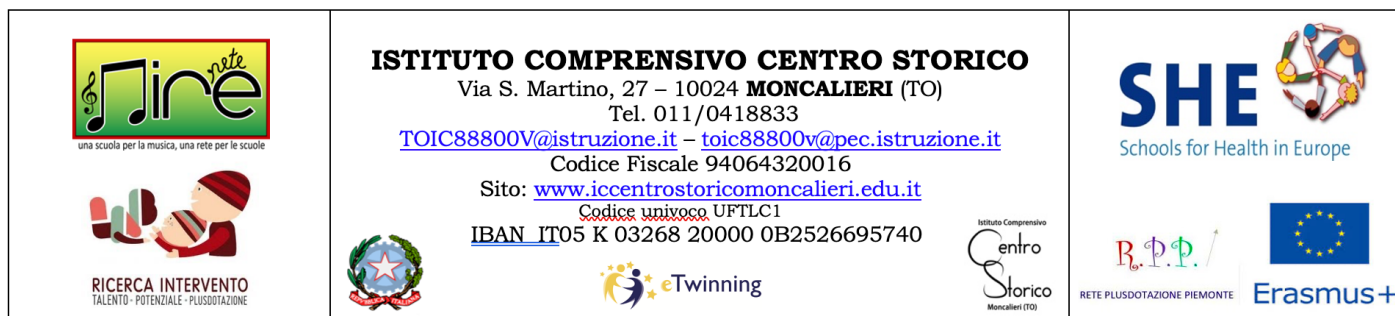 Mire rete
una scuola per la musica, una rete per le scuole
RICERCA INTERVENTO
TALENTO - POTENZIALE - PLUSDOTAZIONE
ISTITUTO COMPRENSIVO CENTRO STORICO
Via S. Martino, 27 – 10024 MONCALIERI (TO)
Tel. 011/0418833
TOIC88800V@istruzione.it – toic88800v@pec.istruzione.it
Codice Fiscale 94064320016
Sito: www.iccentrostoricomoncalieri.edu.it
Codice univoco UFTLC1
IBAN IT05 K 03268 20000 0B2526695740
REPVBBLICA ITALIANA
eTwinning
Istituto Comprensivo
Centro
Storico
Moncalieri (TO)
SHE
Schools for Health in Europe
R.P.P.
RETE PLUSDOTAZIONE PIEMONTE
Erasmus+